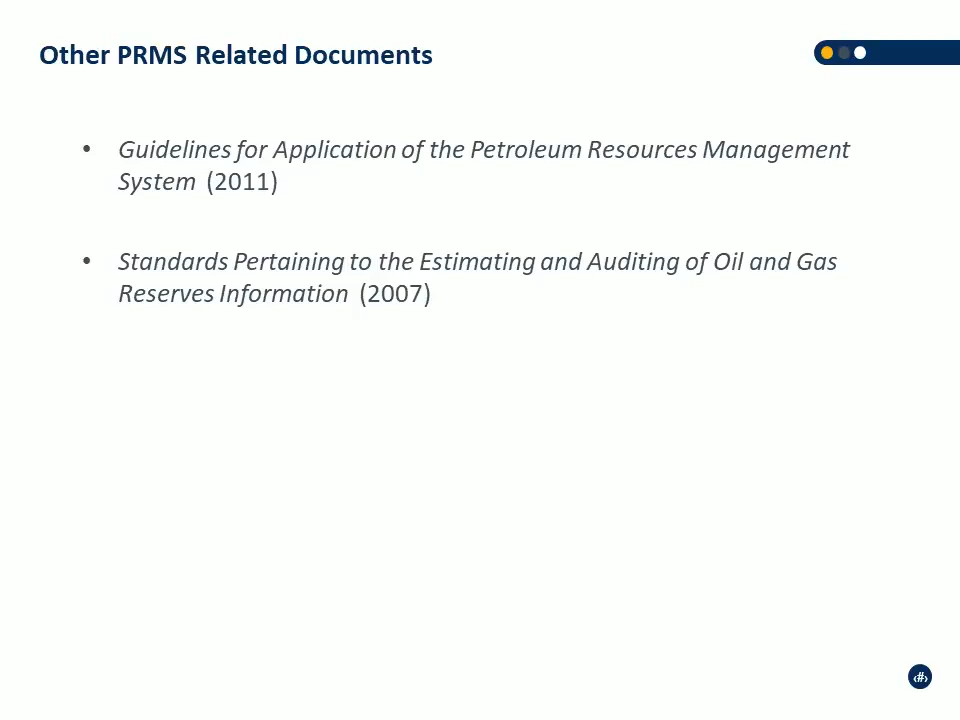 Other PRMS Related Documents
• Guidelines for Application of the Petroleum Resources Management
System (2011)
• Standards Pertaining to the Estimating and Auditing of Oil and Gas
Reserves Information (2007)
‹#›